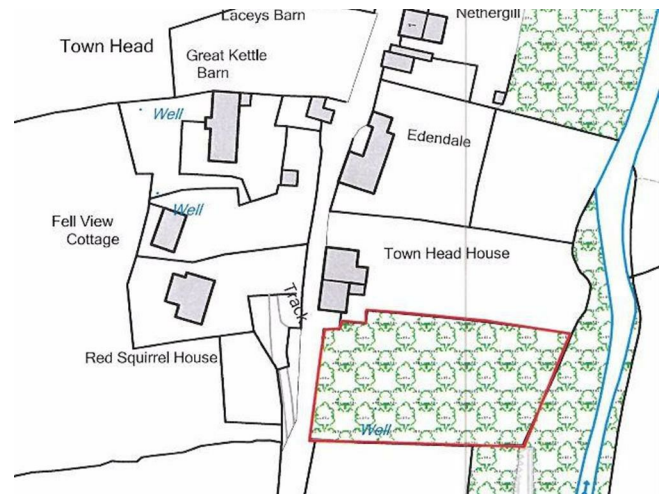 Laceys Barn
Nethergill
Town Head
Great Kettle
Barn
Well
Edendale
Well
Fell View
Cottage
Town Head House
Track
Red Squirrel House
Well